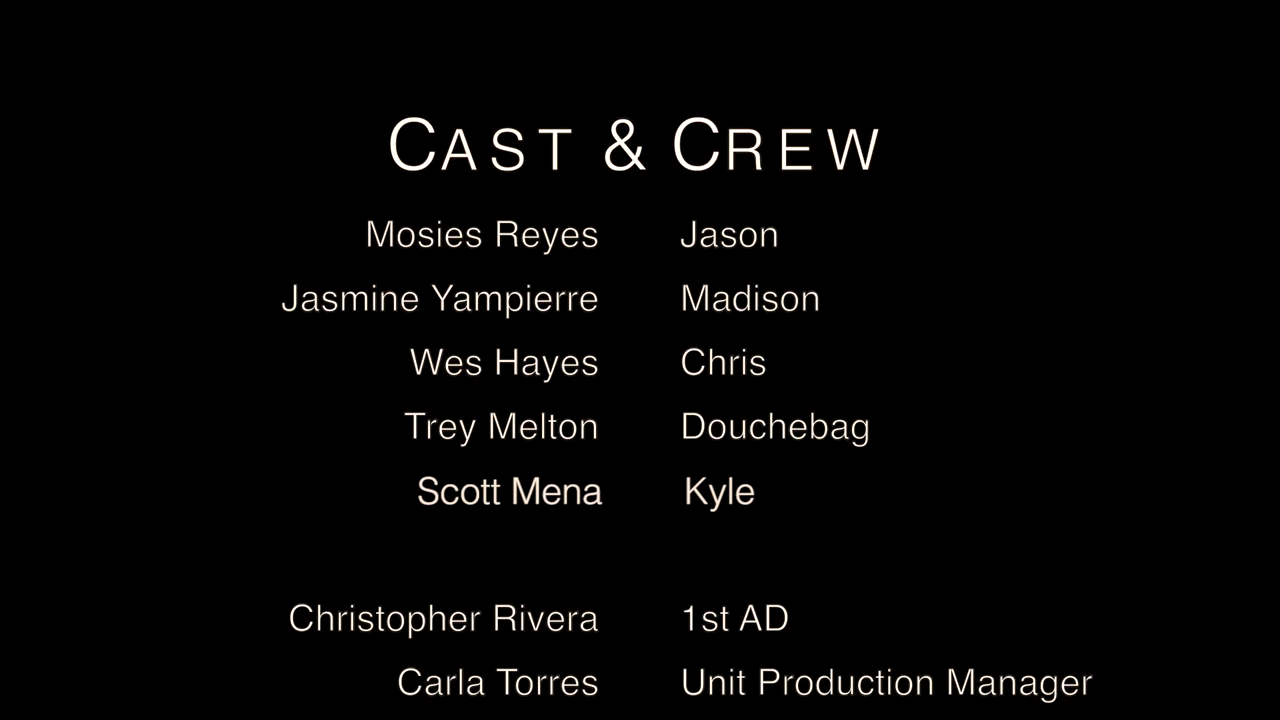 CAST & CREW
Mosies Reyes Jason
Jasmine Yampierre Madison
Wes Hayes Chris
Trey Melton Douchebag
Scott Mena Kyle
Christopher Rivera 1st AD
Carla Torres Unit Production Manager